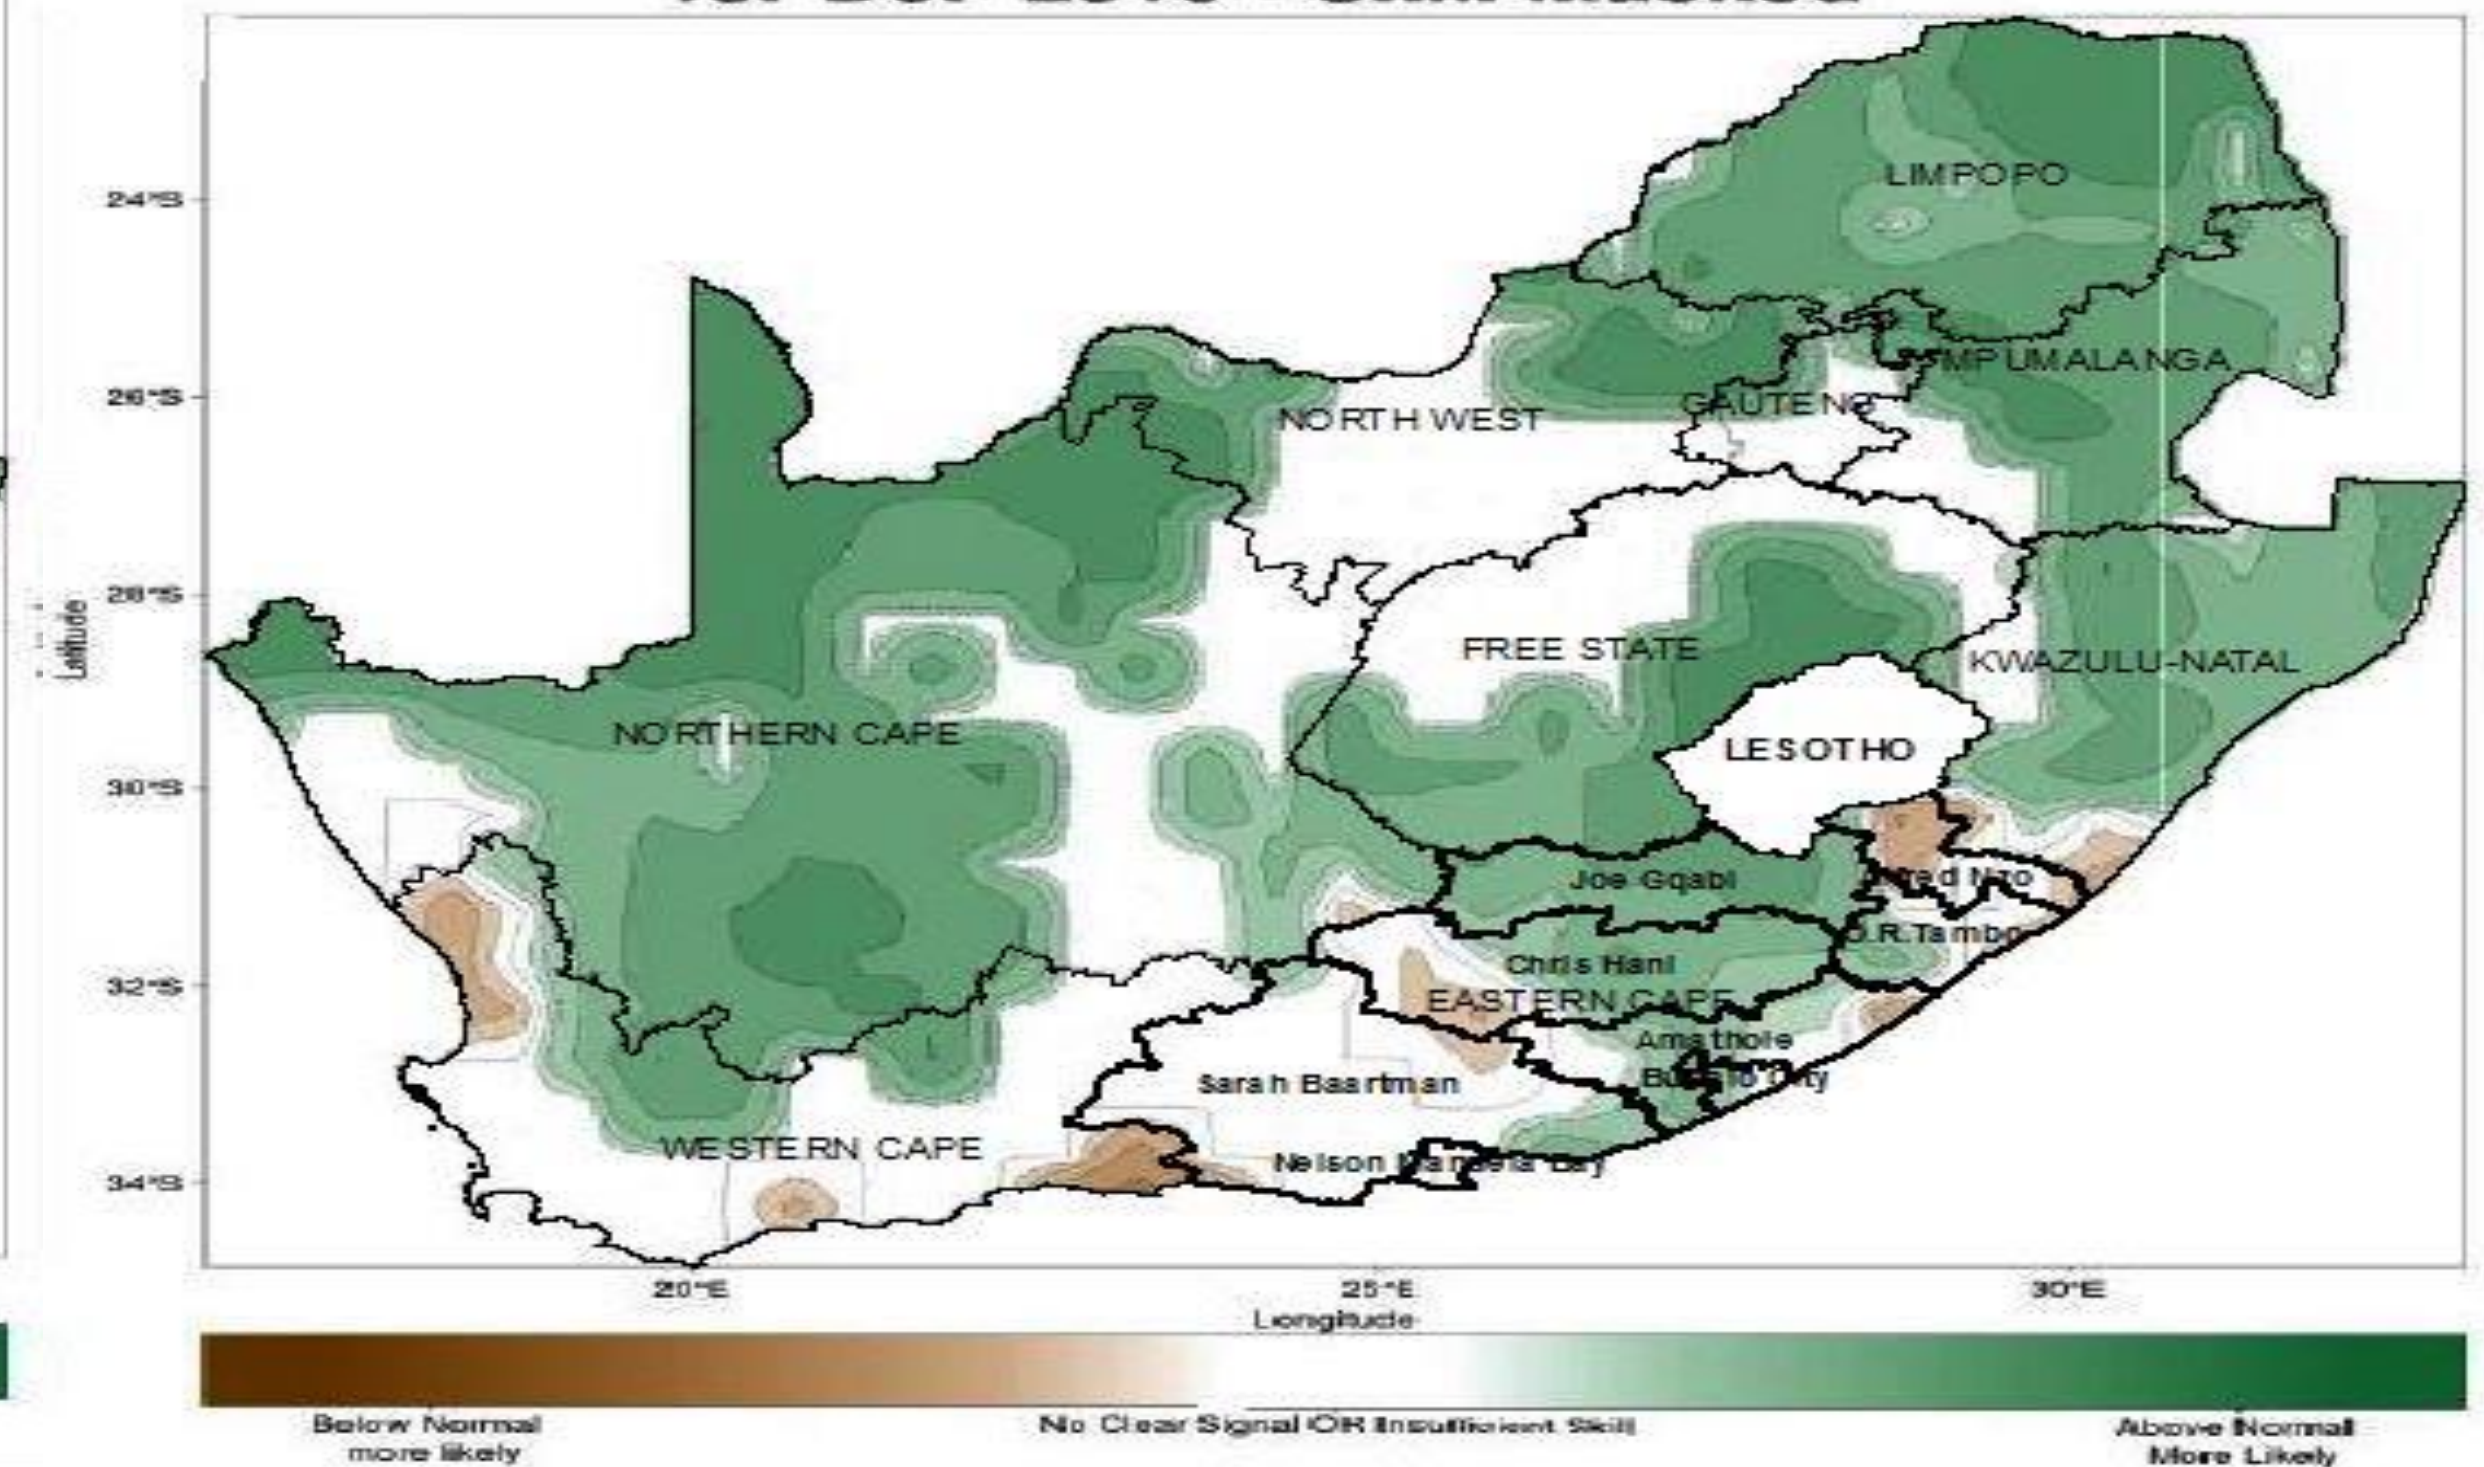 24°S
26°S
28°S
30°S
32°S
34°S
Latitude
LIMPOPO
MPUMALANGA
NORTH WEST
GAUTENG
FREE STATE
KWAZULU-NATAL
NORTHERN CAPE
LESOTHO
Joe Gqabi
Alfred Nzo
O.R.Tambo
Chris Hani
EASTERN CAPE
Amathole
Buffalo City
Sarah Baartman
WESTERN CAPE
Nelson Mandela Bay
20°E
25°E
30°E
Longitude
Below Normal
more likely
No Clear Signal OR Insufficient Skill
Above Normal
More Likely